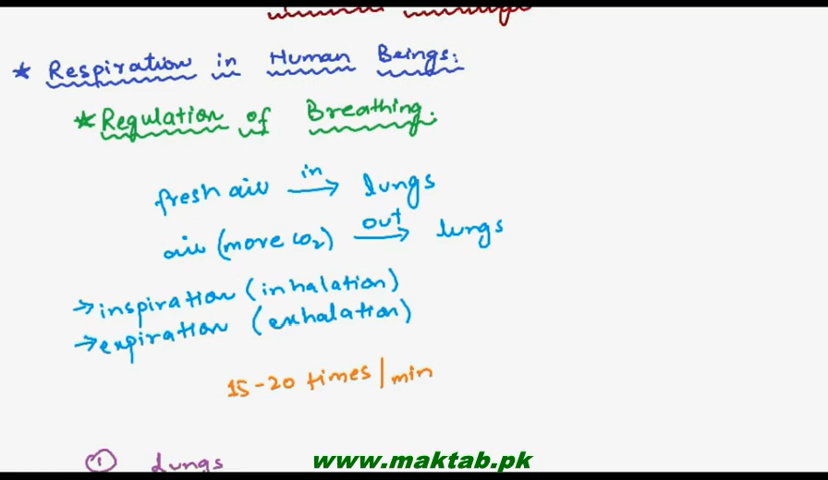 * Respiration in Human Beings:
* Regulation of Breathing:
fresh air in → lungs
air (more CO2) out → lungs
→ inspiration (inhalation)
→ expiration (exhalation)
15-20 times/min
① Lungs
www.maktab.pk